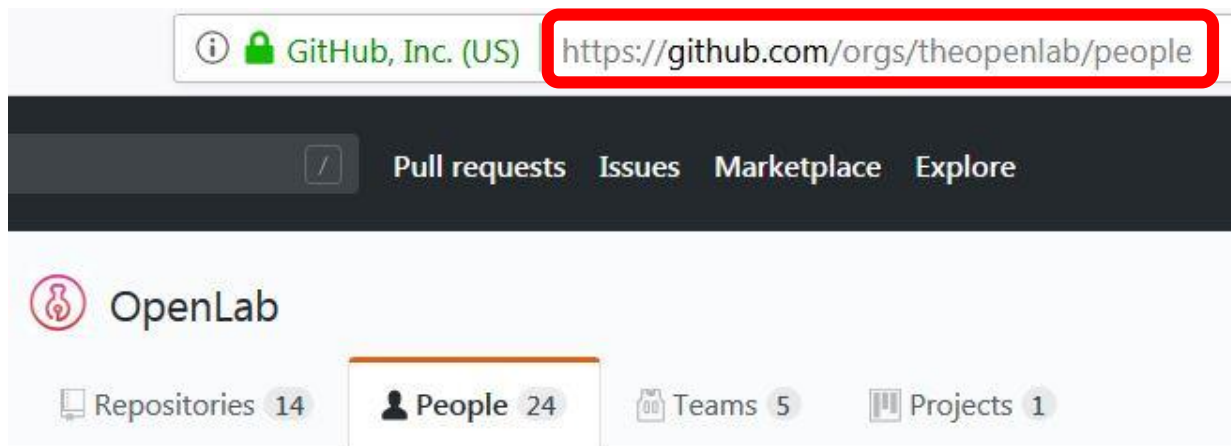 GitHub, Inc. (US) https://github.com/orgs/theopenlab/people
/ Pull requests Issues Marketplace Explore
OpenLab
Repositories 14 People 24 Teams 5 Projects 1